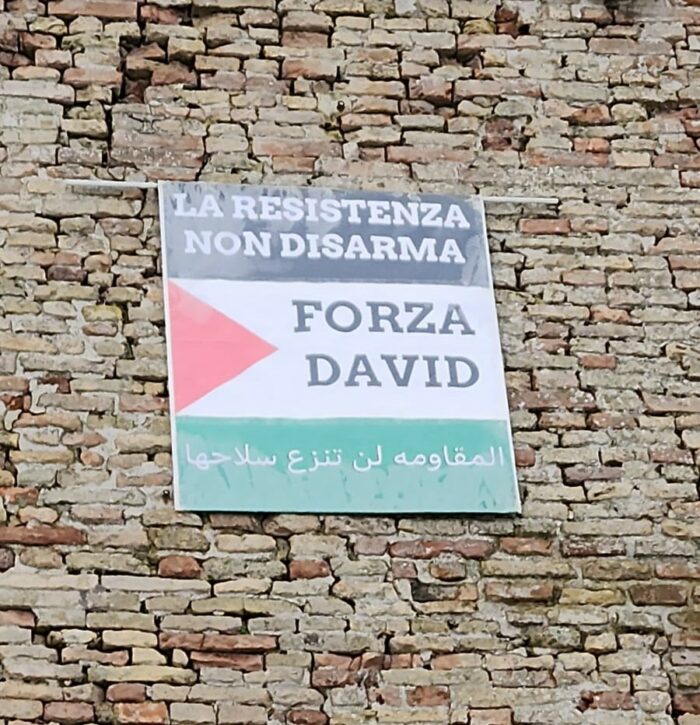 LA RESISTENZA
NON DISARMA
FORZA
DAVID
المقاومه لن تنزع سلاحها